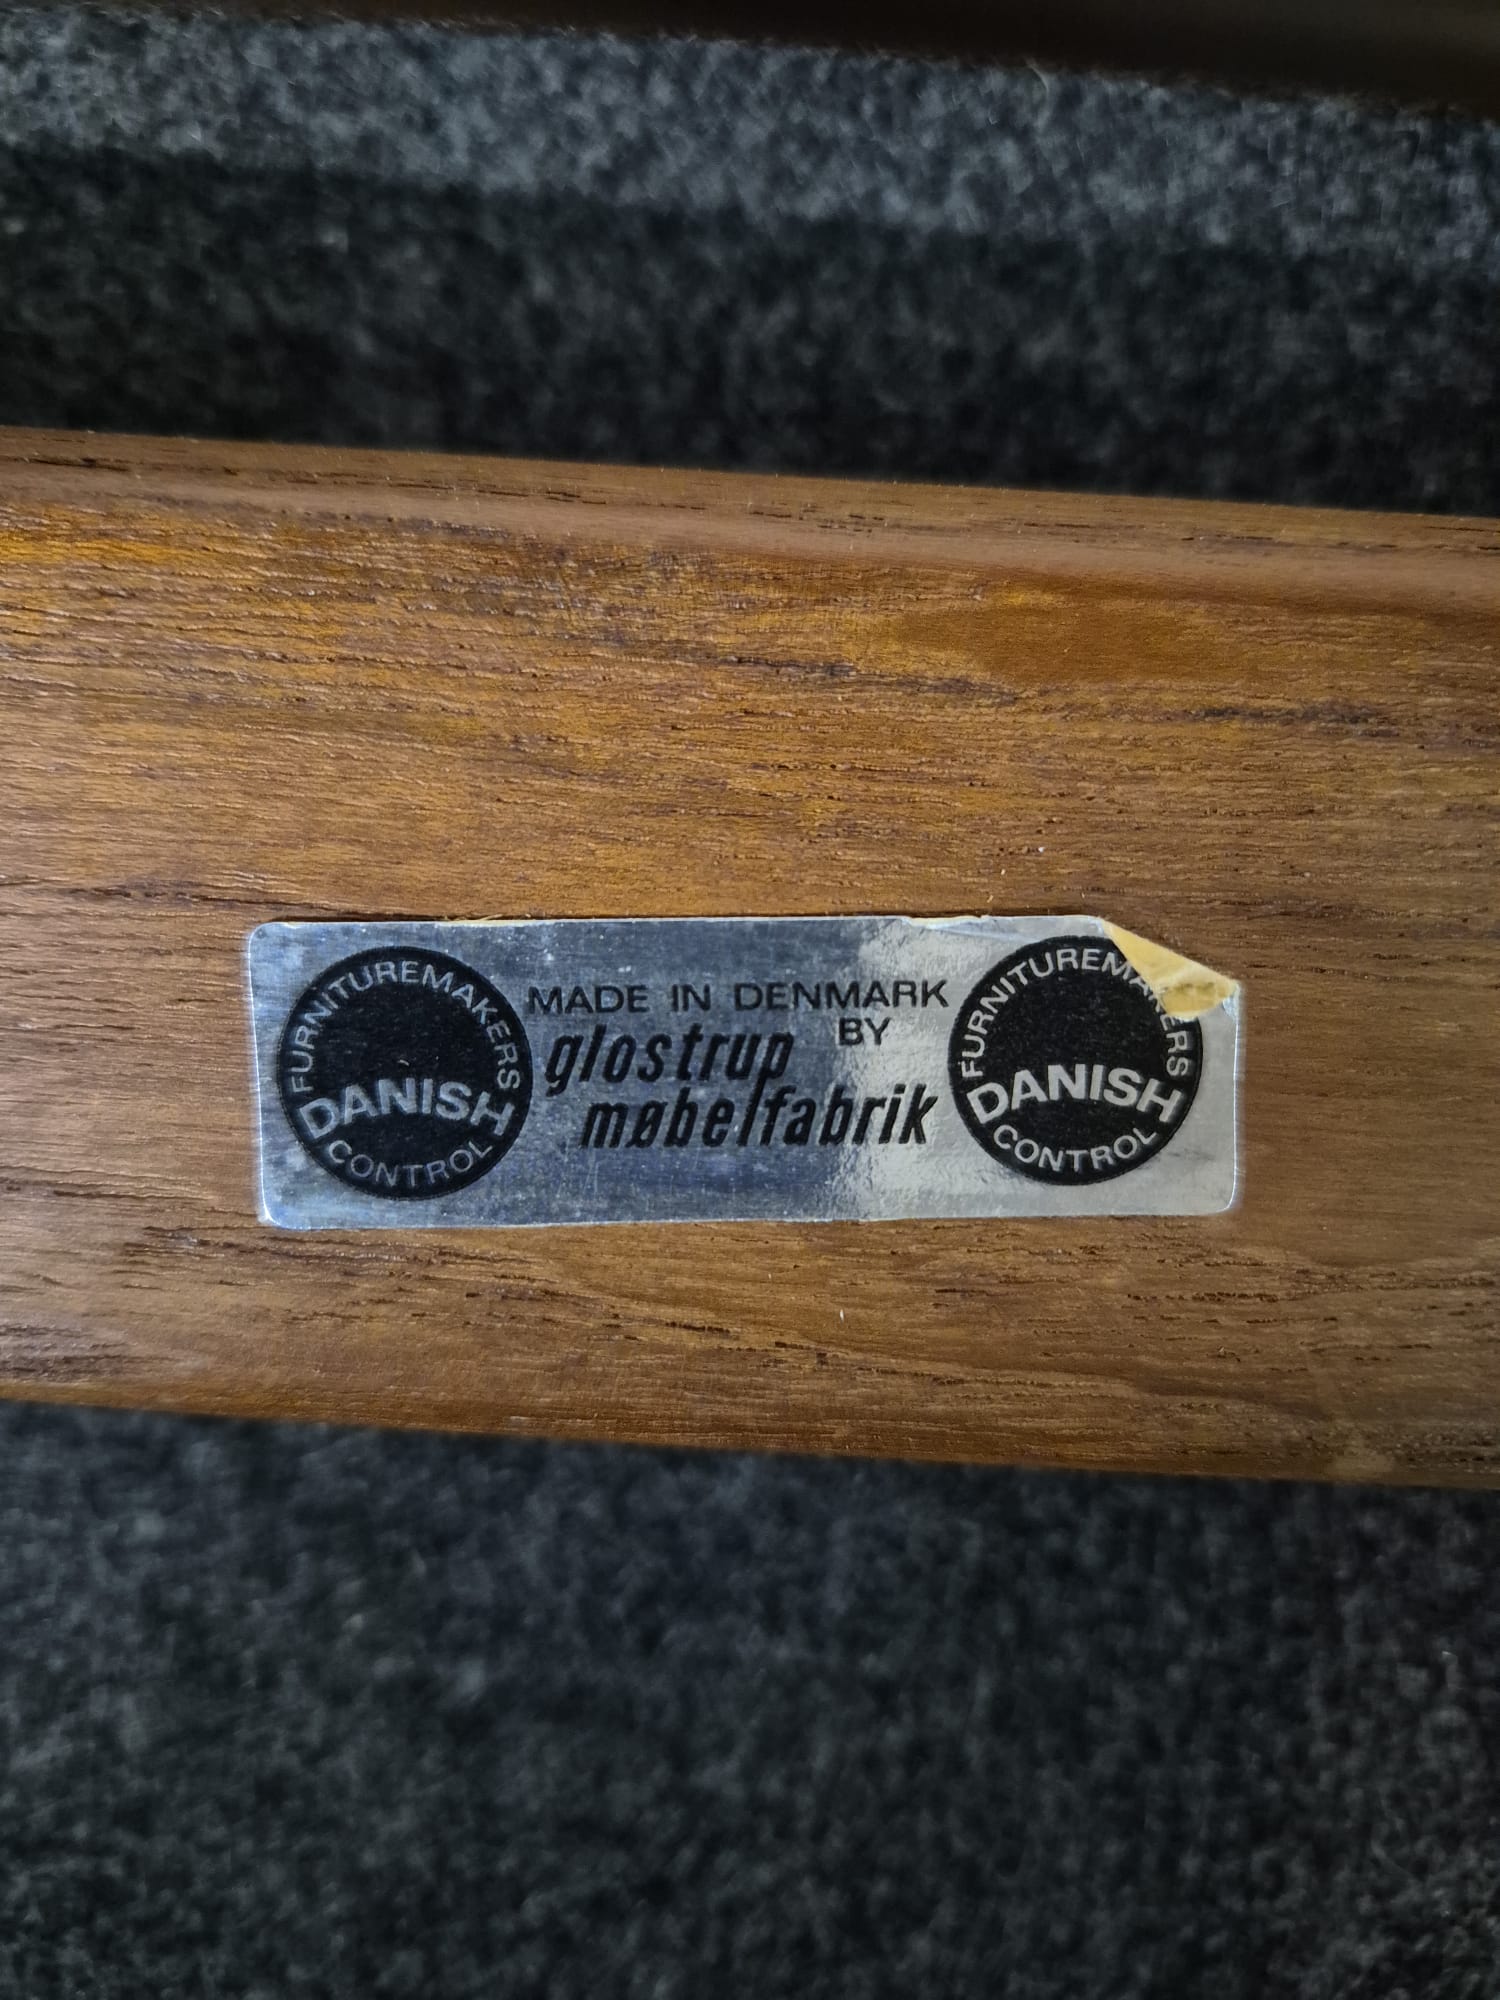 FURNITUREMAKERS
DANISH
CONTROL
MADE IN DENMARK
BY
glostrup
møbelfabrik
FURNITUREMAKERS
DANISH
CONTROL